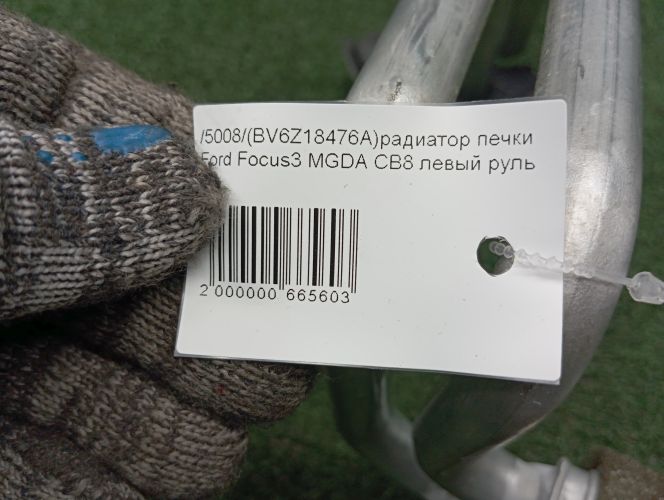 /5008/(BV6Z18476A)радиатор печки
Ford Focus3 MGDA CB8 левый руль
2 000000 665603